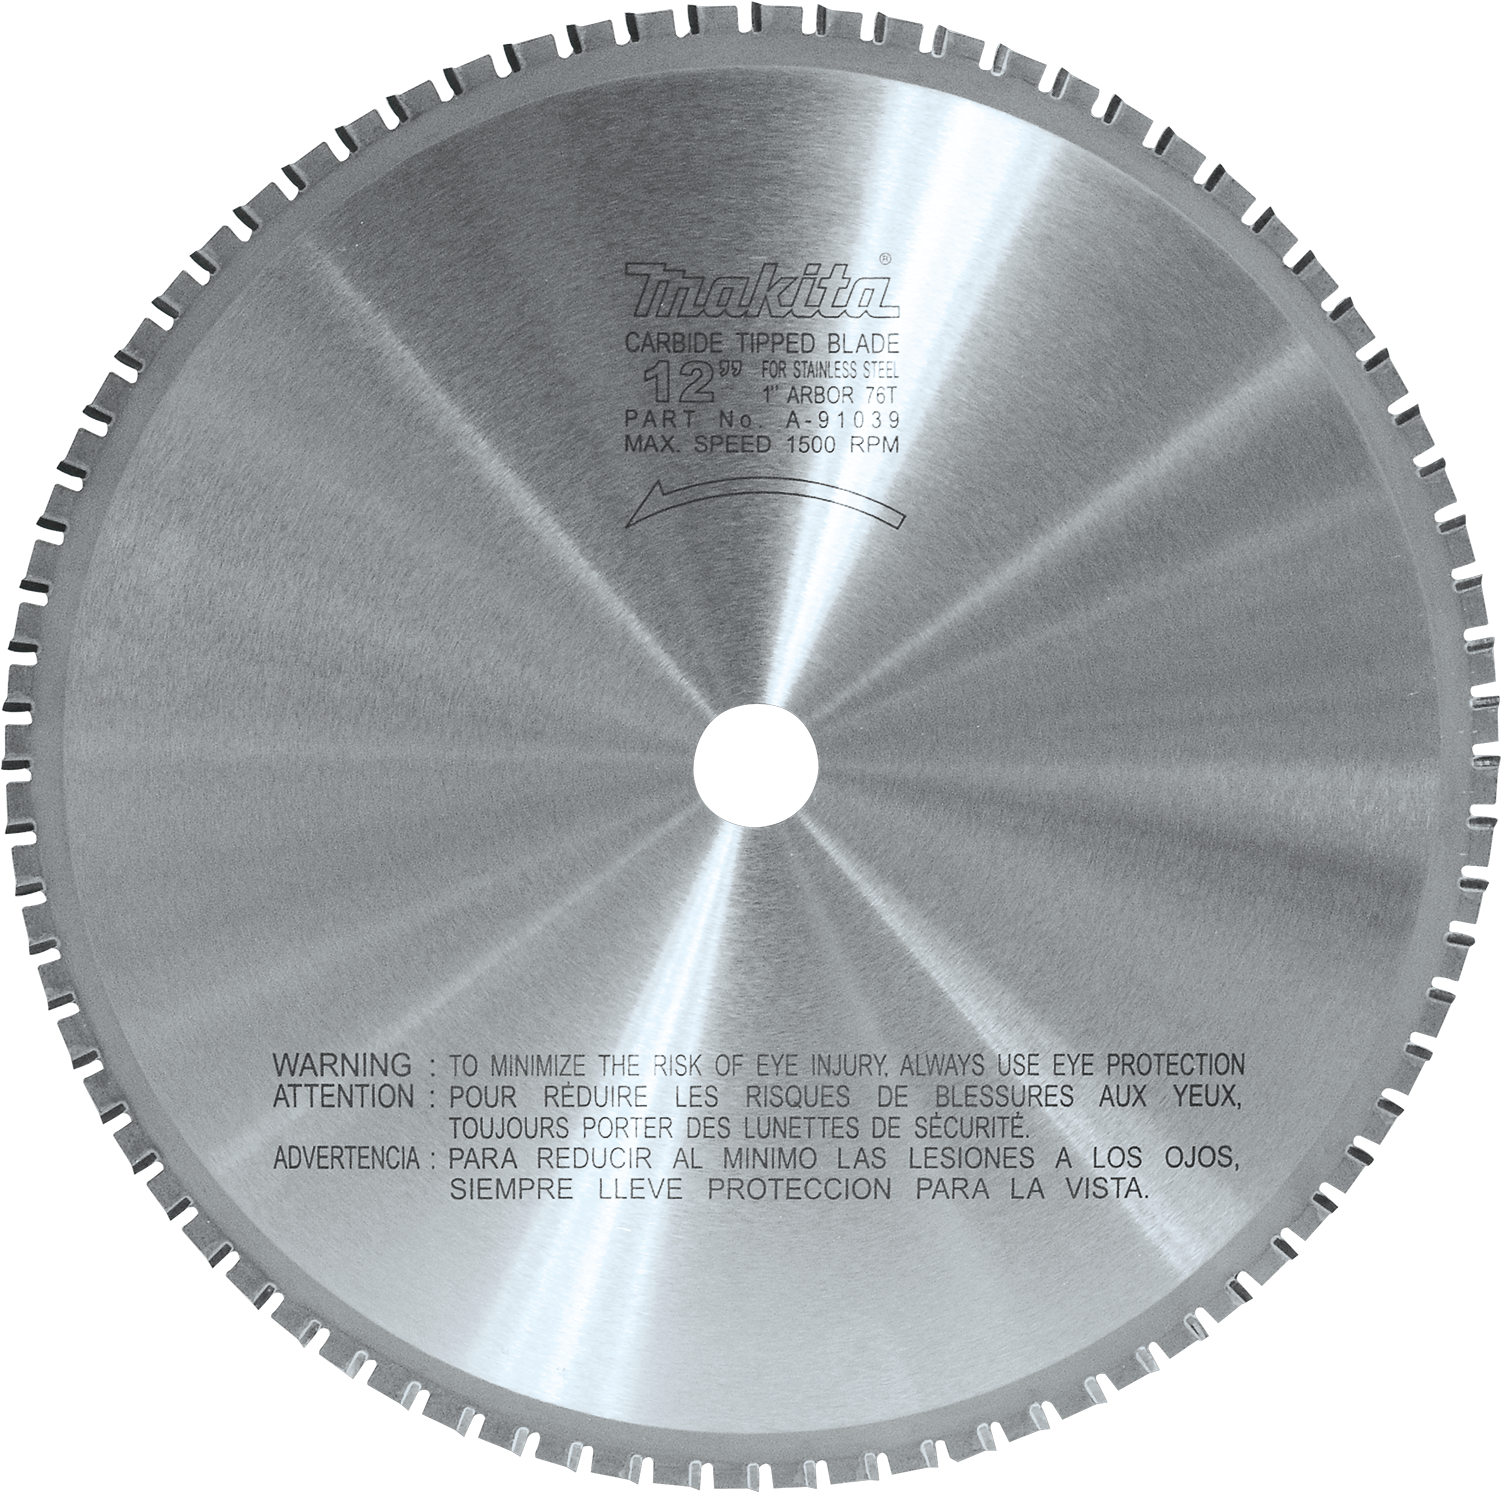 Makita®
CARBIDE TIPPED BLADE
12” FOR STAINLESS STEEL
1" ARBOR 76T
PART No. A-91039
MAX. SPEED 1500 RPM
WARNING : TO MINIMIZE THE RISK OF EYE INJURY, ALWAYS USE EYE PROTECTION
ATTENTION : POUR RÉDUIRE LES RISQUES DE BLESSURES AUX YEUX,
TOUJOURS PORTER DES LUNETTES DE SÉCURITÉ.
ADVERTENCIA : PARA REDUCIR AL MINIMO LAS LESIONES A LOS OJOS,
SIEMPRE LLEVE PROTECCION PARA LA VISTA.